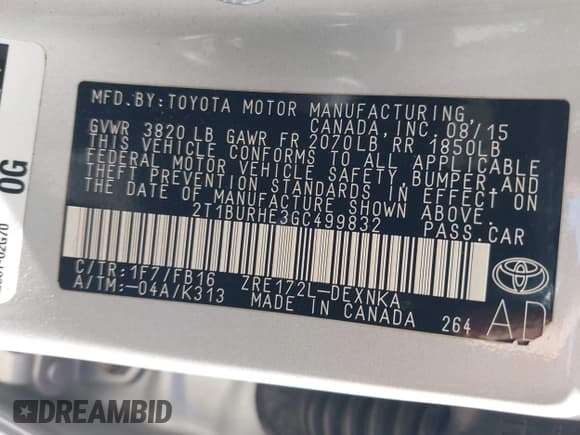 MFD.BY:TOYOTA MOTOR MANUFACTURING,
CANADA,INC.08/15
GVWR 3820 LB GAWR FR 2070LB RR 1850LB
THIS VEHICLE CONFORMS TO ALL APPLICABLE
FEDERAL MOTOR VEHICLE SAFETY,BUMPER,AND
THEFT PREVENTION STANDARDS IN EFFECT ON
THE DATE OF MANUFACTURE SHOWN ABOVE.
2T1BURHE3GC499832 PASS.CAR
C/TR:1F7/FB16 ZRE172L-DEXNKA
A/TM:-04A/K313 MADE IN CANADA 264
TOYOTA
AD
0G
DREAMBID